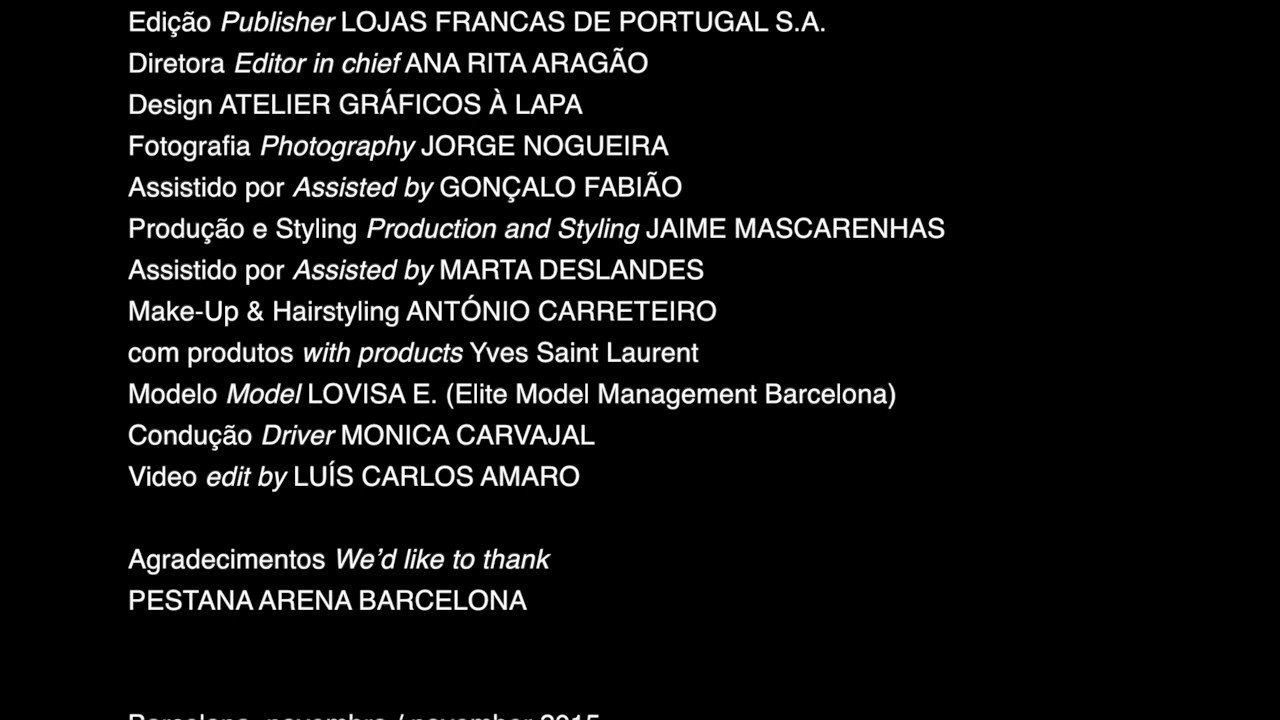 Edição Publisher LOJAS FRANCAS DE PORTUGAL S.A.
Diretora Editor in chief ANA RITA ARAGÃO
Design ATELIER GRÁFICOS À LAPA
Fotografia Photography JORGE NOGUEIRA
Assistido por Assisted by GONÇALO FABIÃO
Produção e Styling Production and Styling JAIME MASCARENHAS
Assistido por Assisted by MARTA DESLANDES
Make-Up & Hairstyling ANTÓNIO CARRETEIRO
com produtos with products Yves Saint Laurent
Modelo Model LOVISA E. (Elite Model Management Barcelona)
Condução Driver MONICA CARVAJAL
Video edit by LUÍS CARLOS AMARO
Agradecimentos We’d like to thank
PESTANA ARENA BARCELONA
Barcelona, novembro / november 2015